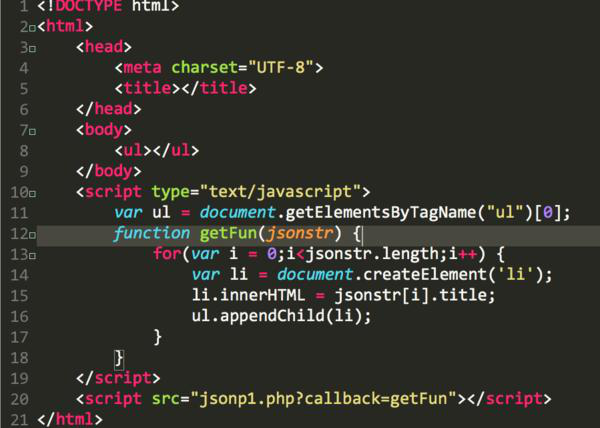 1 <!DOCTYPE html>
2 <html>
3 <head>
4 <meta charset="UTF-8">
5 <title></title>
6 </head>
7 <body>
8 <ul></ul>
9 </body>
10 <script type="text/javascript">
11 var ul = document.getElementsByTagName("ul")[0];
12 function getFun(jsonstr) {
13 for(var i = 0;i<jsonstr.length;i++) {
14 var li = document.createElement('li');
15 li.innerHTML = jsonstr[i].title;
16 ul.appendChild(li);
17 }
18 }
19 </script>
20 <script src="jsonp1.php?callback=getFun"></script>
21 </html>